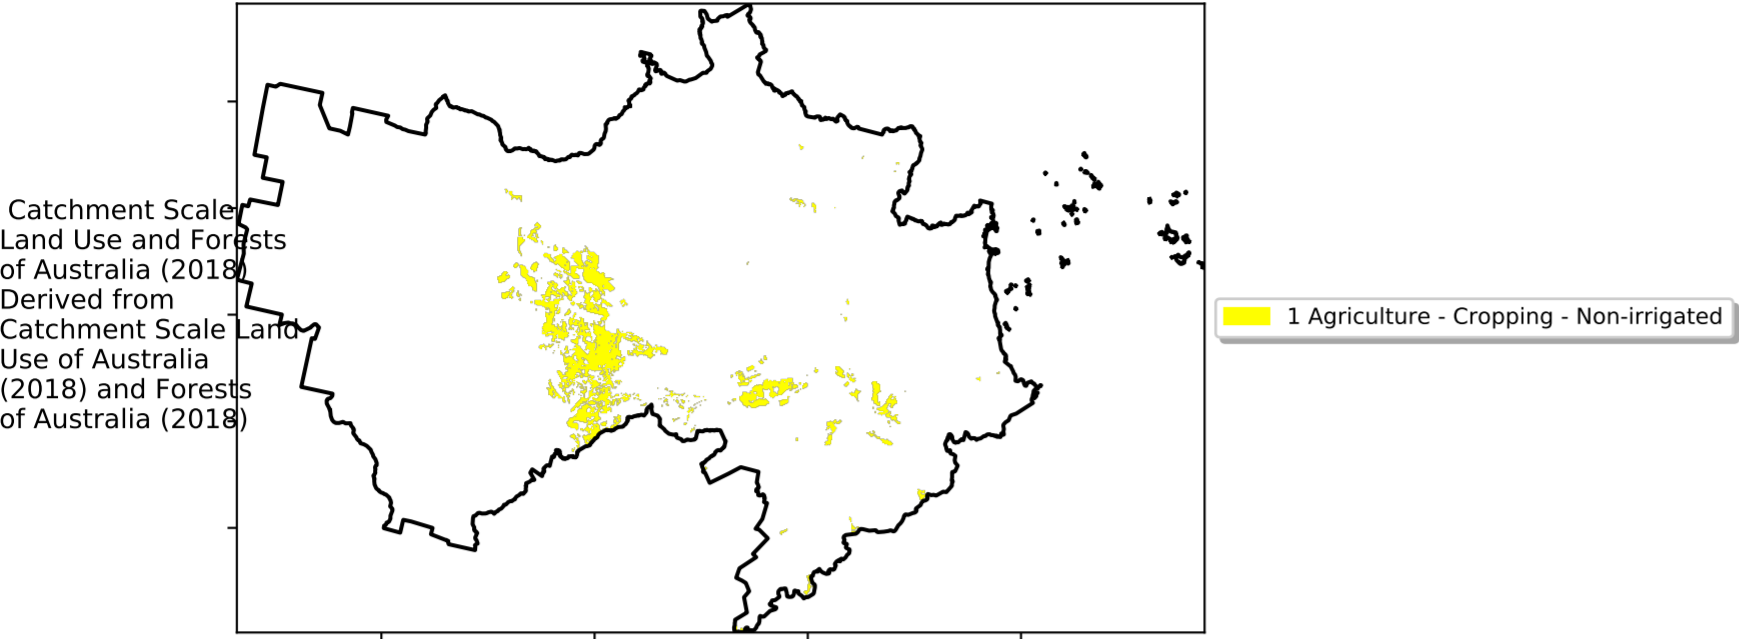 Catchment Scale
Land Use and Forests
of Australia (2018)
Derived from
Catchment Scale Land
Use of Australia
(2018) and Forests
of Australia (2018)
1 Agriculture - Cropping - Non-irrigated